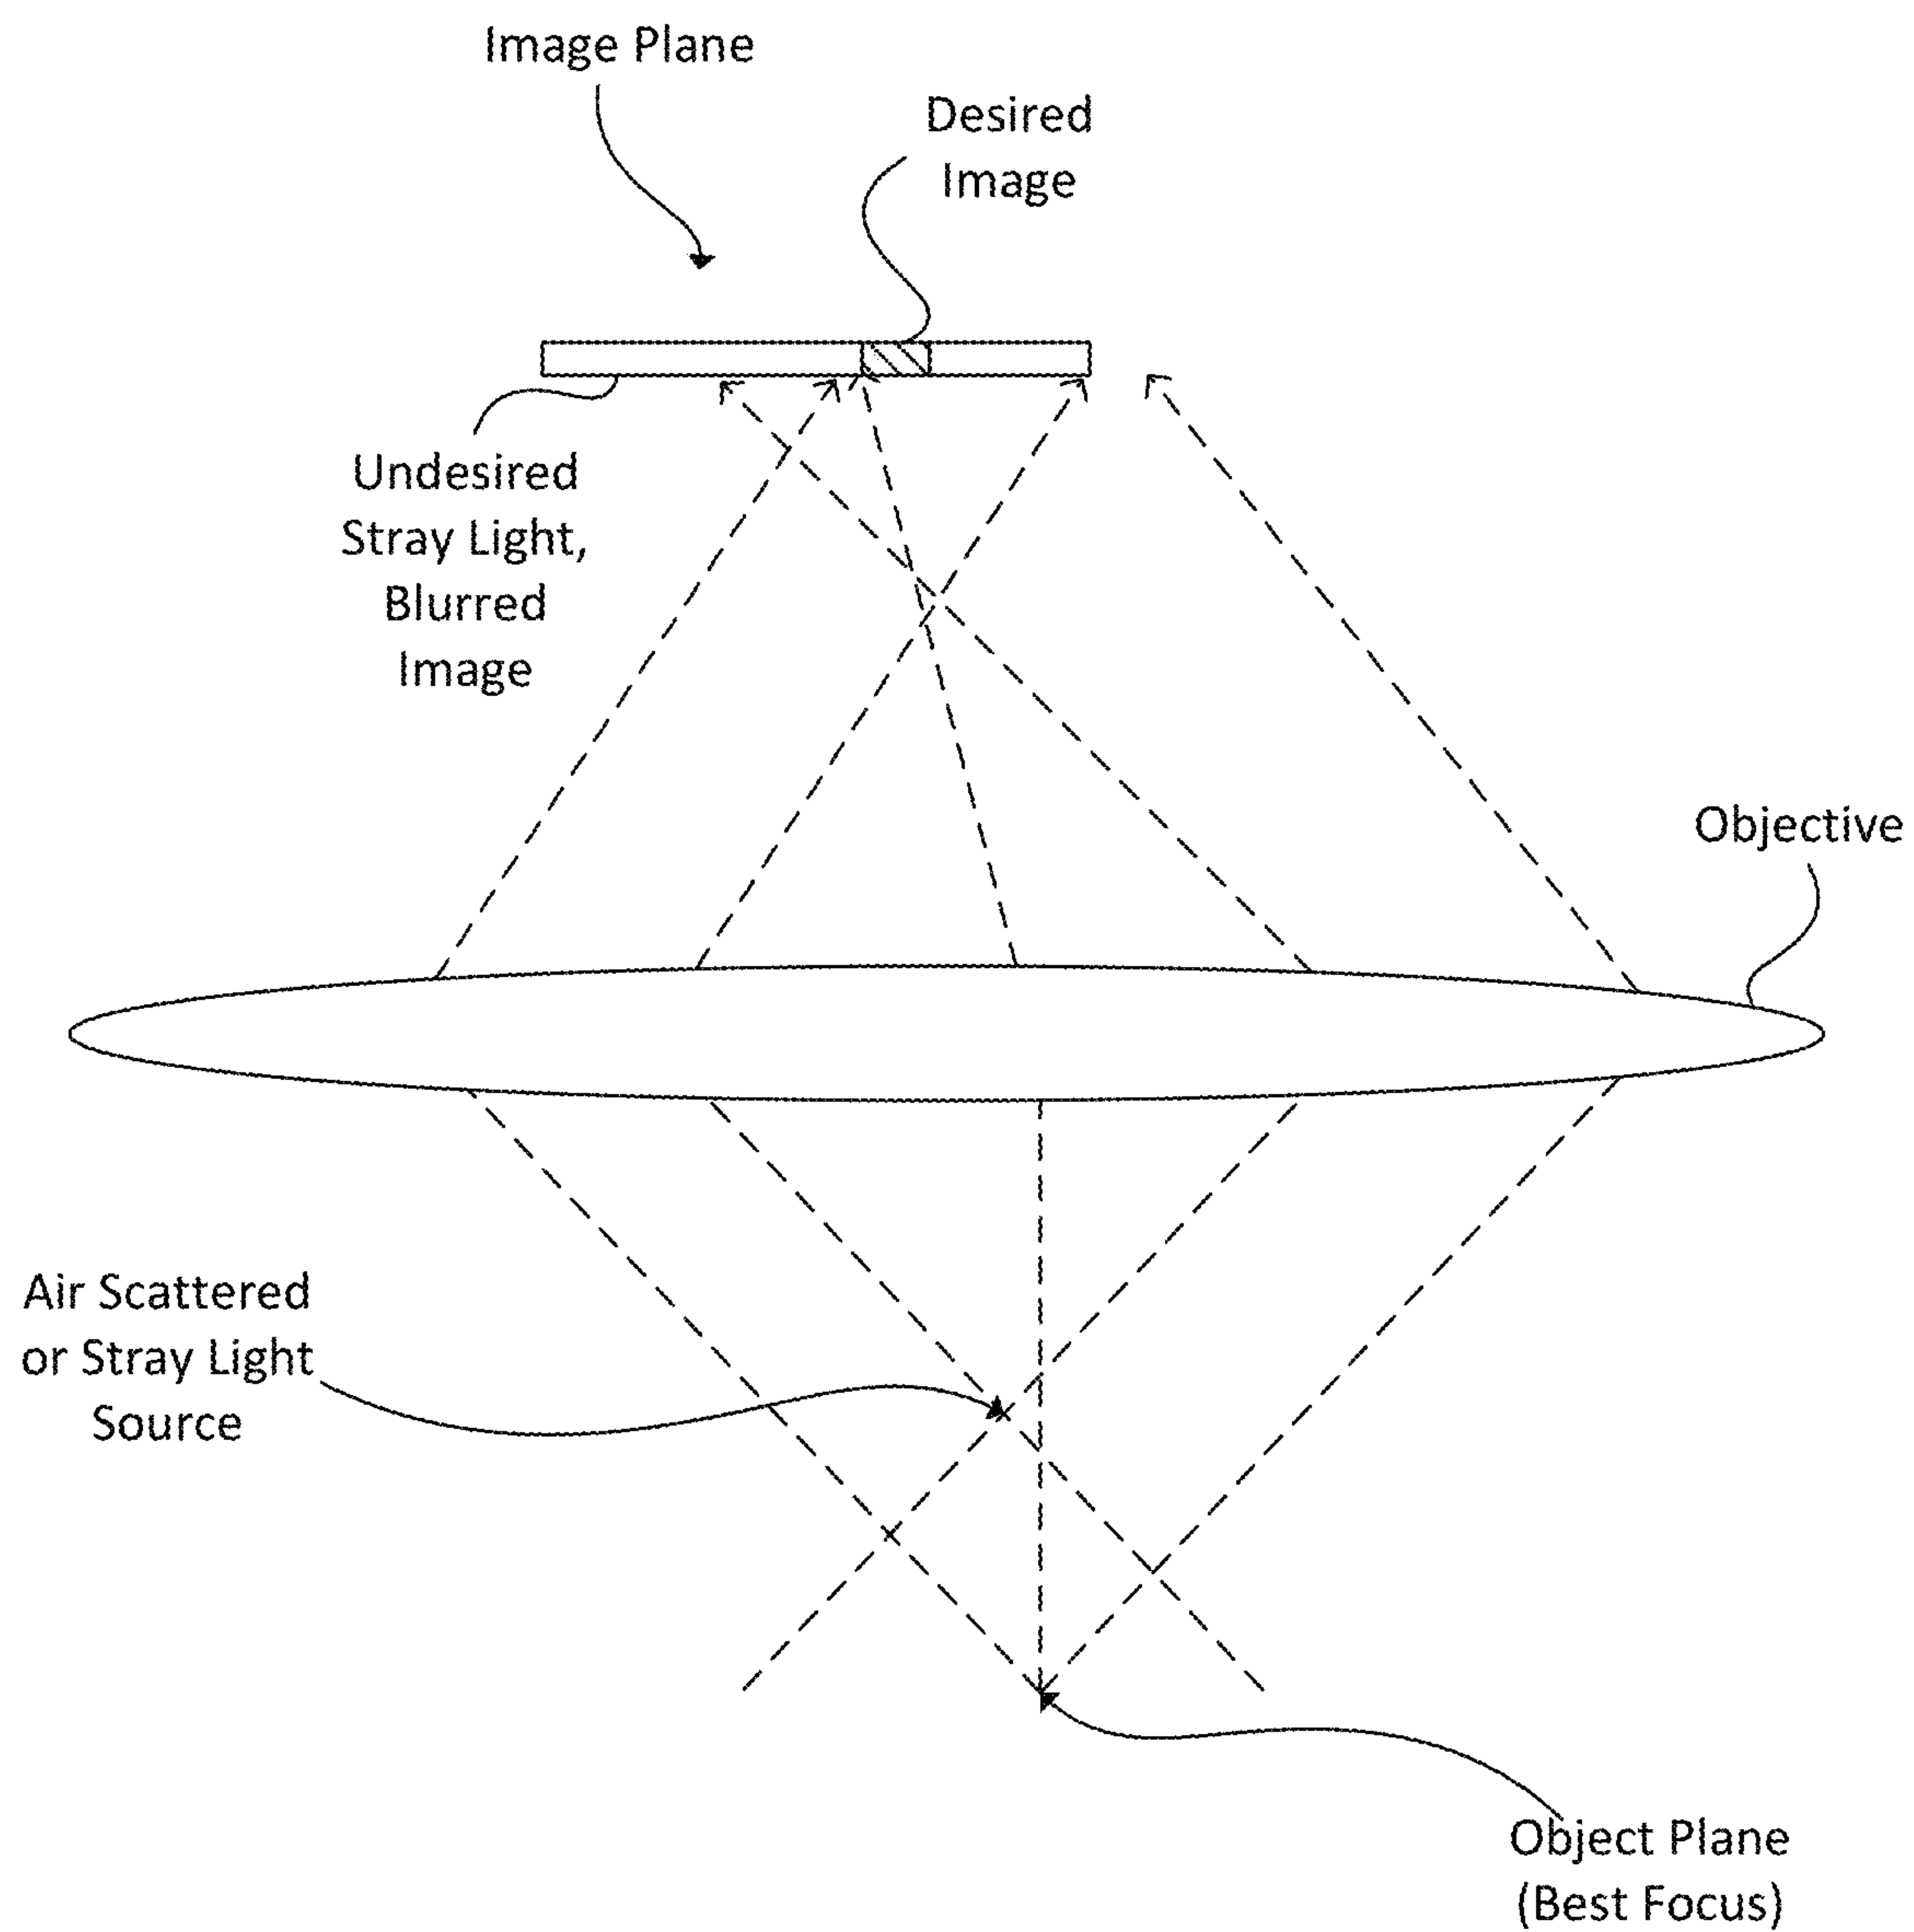 Image Plane
Desired
Image
Undesired
Stray Light,
Blurred
Image
Objective
Air Scattered
or Stray Light
Source
Object Plane
(Best Focus)